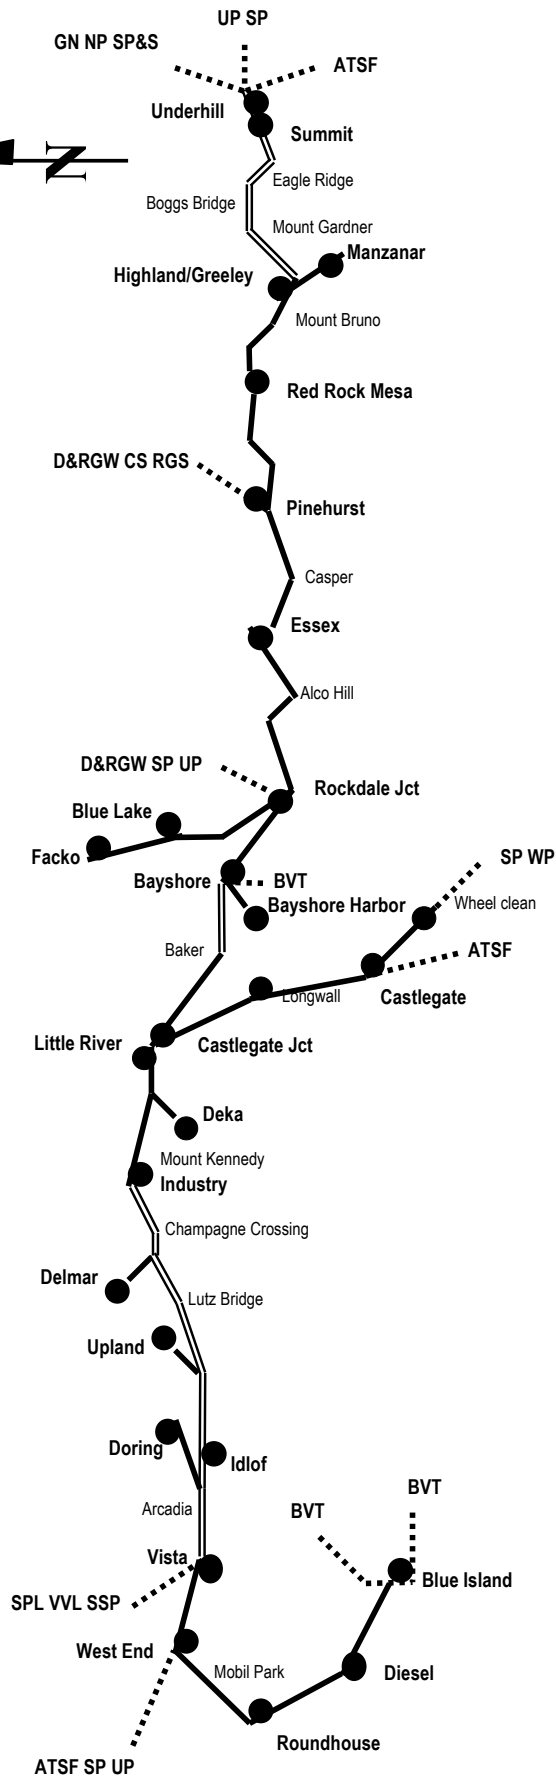 UP SP
GN NP SP&S
ATSF
Underhill
Summit
N
Eagle Ridge
Boggs Bridge
Mount Gardner
Manzanar
Highland/Greeley
Mount Bruno
Red Rock Mesa
D&RGW CS RGS
Pinehurst
Casper
Essex
Alco Hill
D&RGW SP UP
Rockdale Jct
Blue Lake
Facko
SP WP
Bayshore
BVT
Bayshore Harbor
Wheel clean
Baker
ATSF
Longwall
Castlegate
Little River
Castlegate Jct
Deka
Mount Kennedy
Industry
Champagne Crossing
Delmar
Lutz Bridge
Upland
Doring
Idlof
BVT
Arcadia
BVT
Vista
Blue Island
SPL VVL SSP
West End
Mobil Park
Diesel
Roundhouse
ATSF SP UP